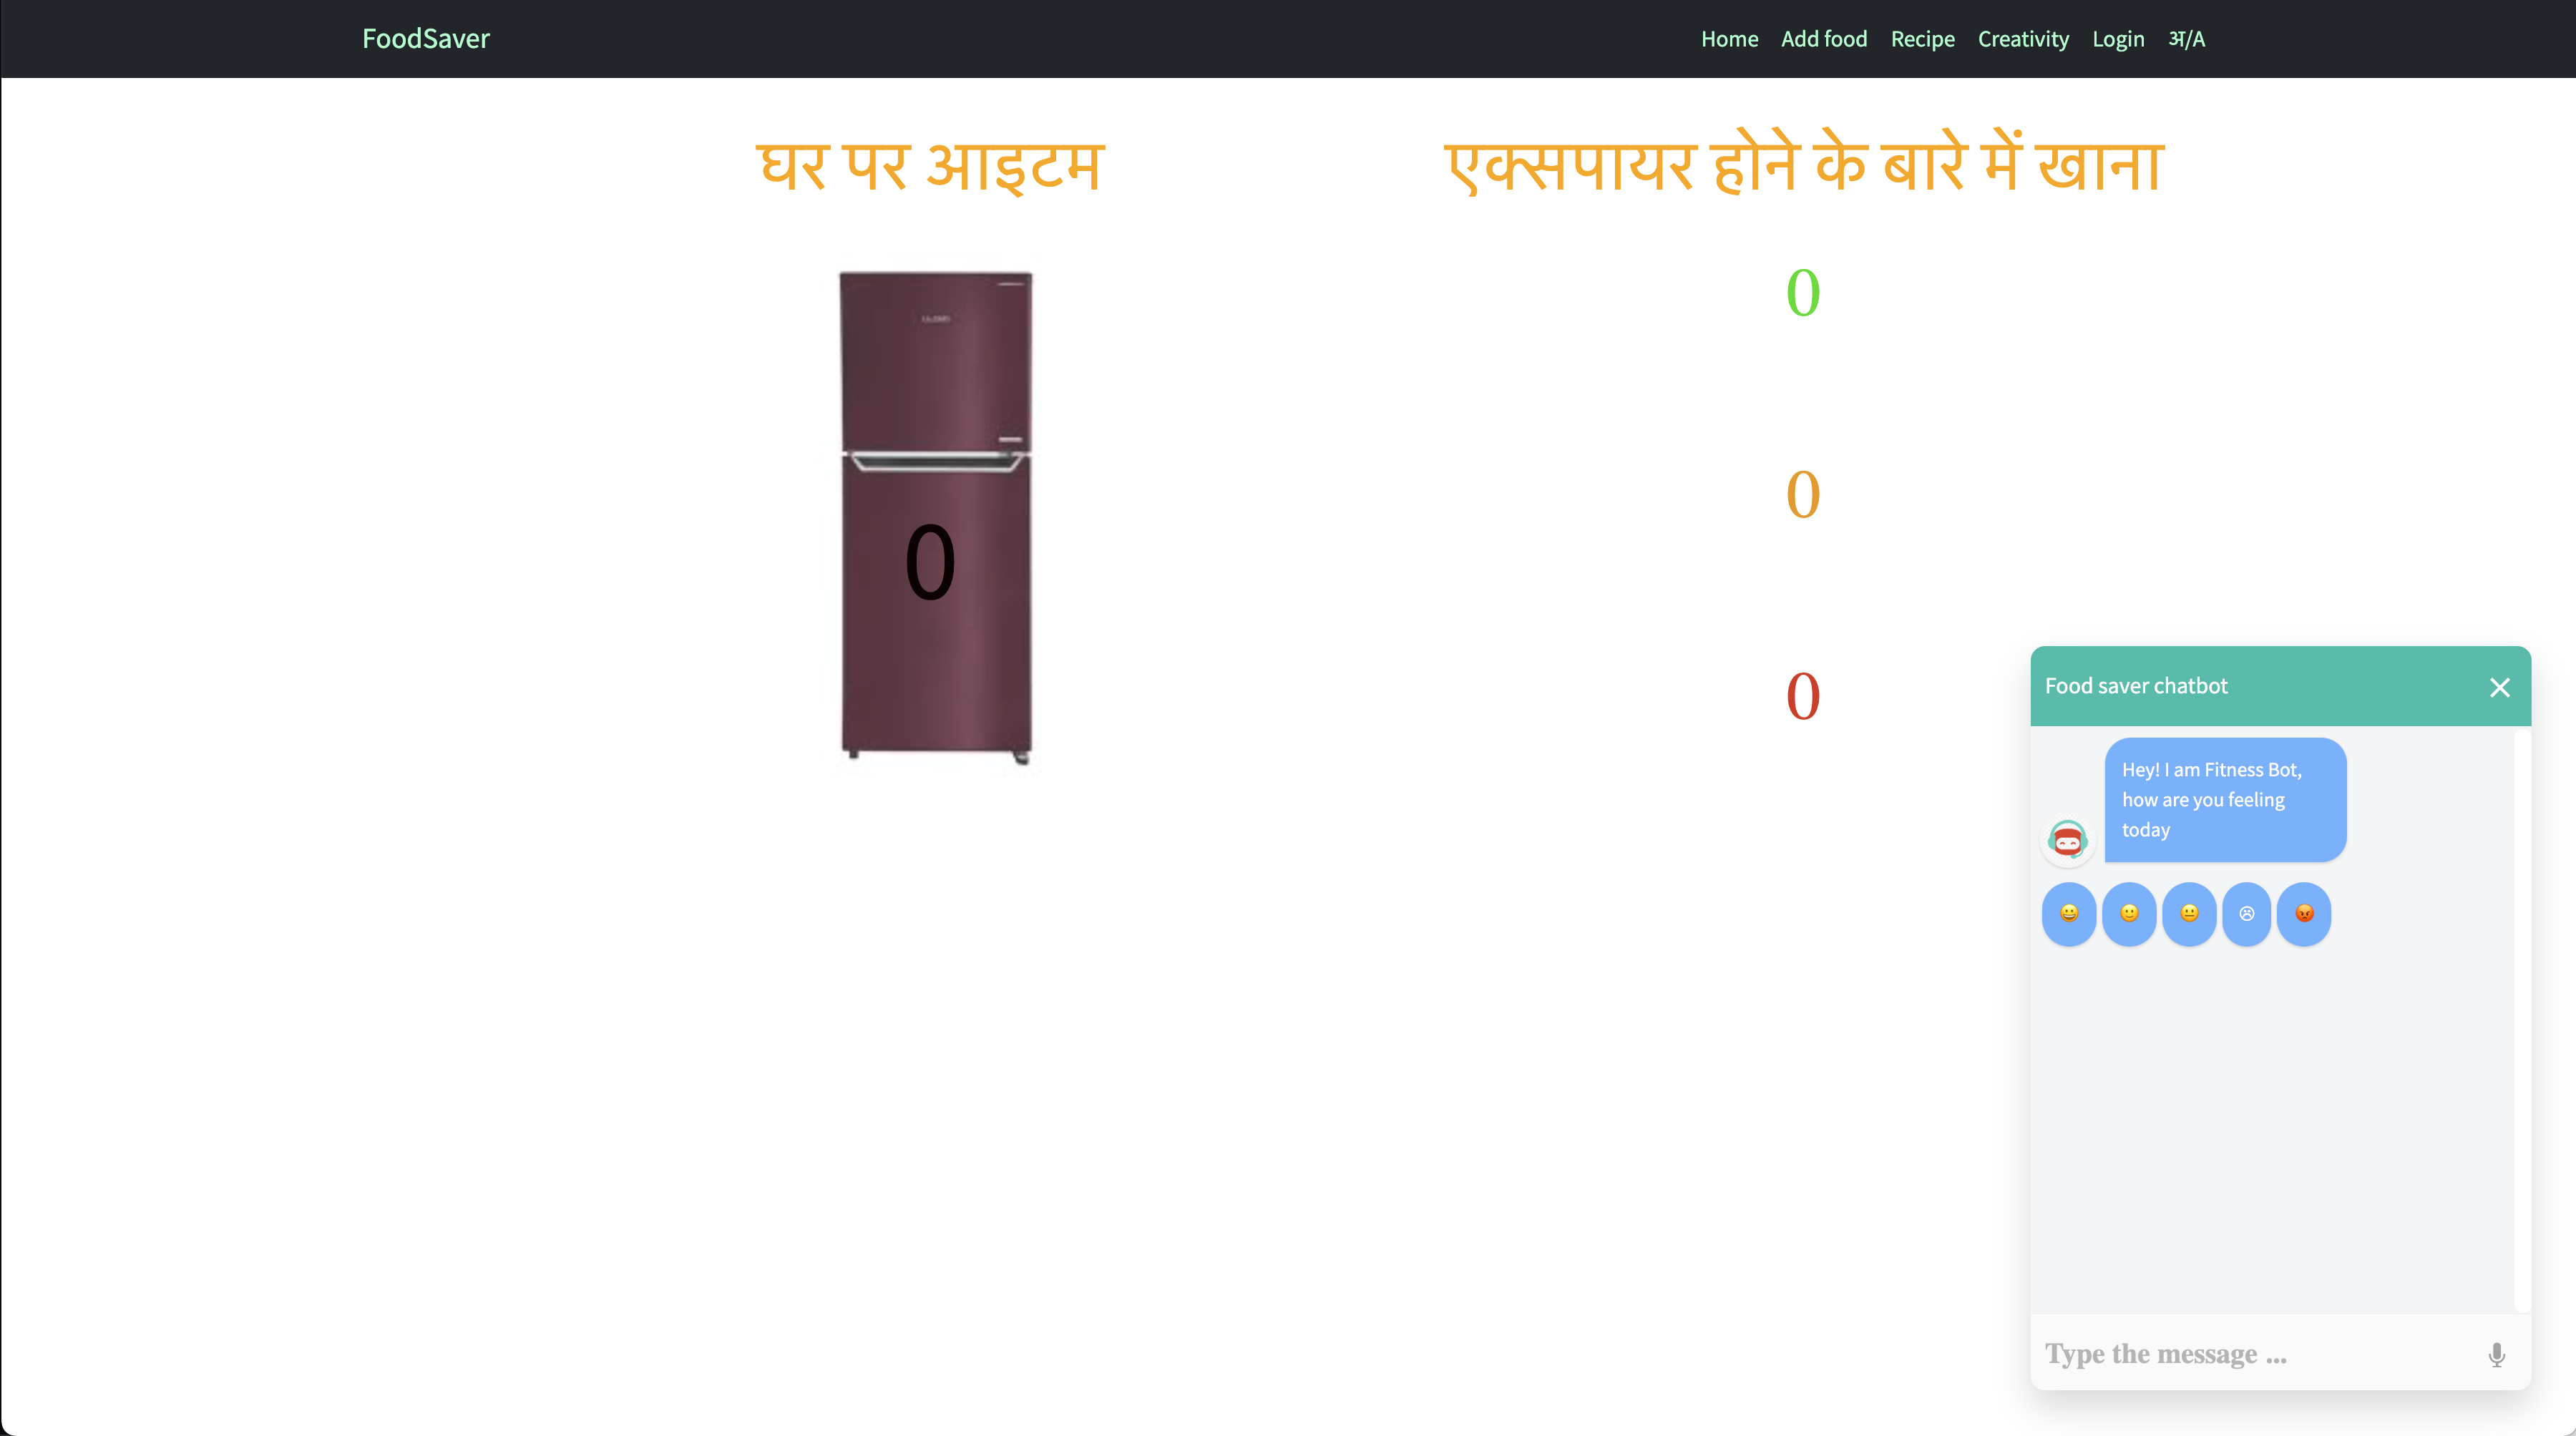 FoodSaver
Home Add food Recipe Creativity Login अ/A
घर पर आइटम
एक्सपायर होने के बारे में खाना
0
0
0
0
Food saver chatbot
Hey! I am Fitness Bot,
how are you feeling
today
Type the message ...